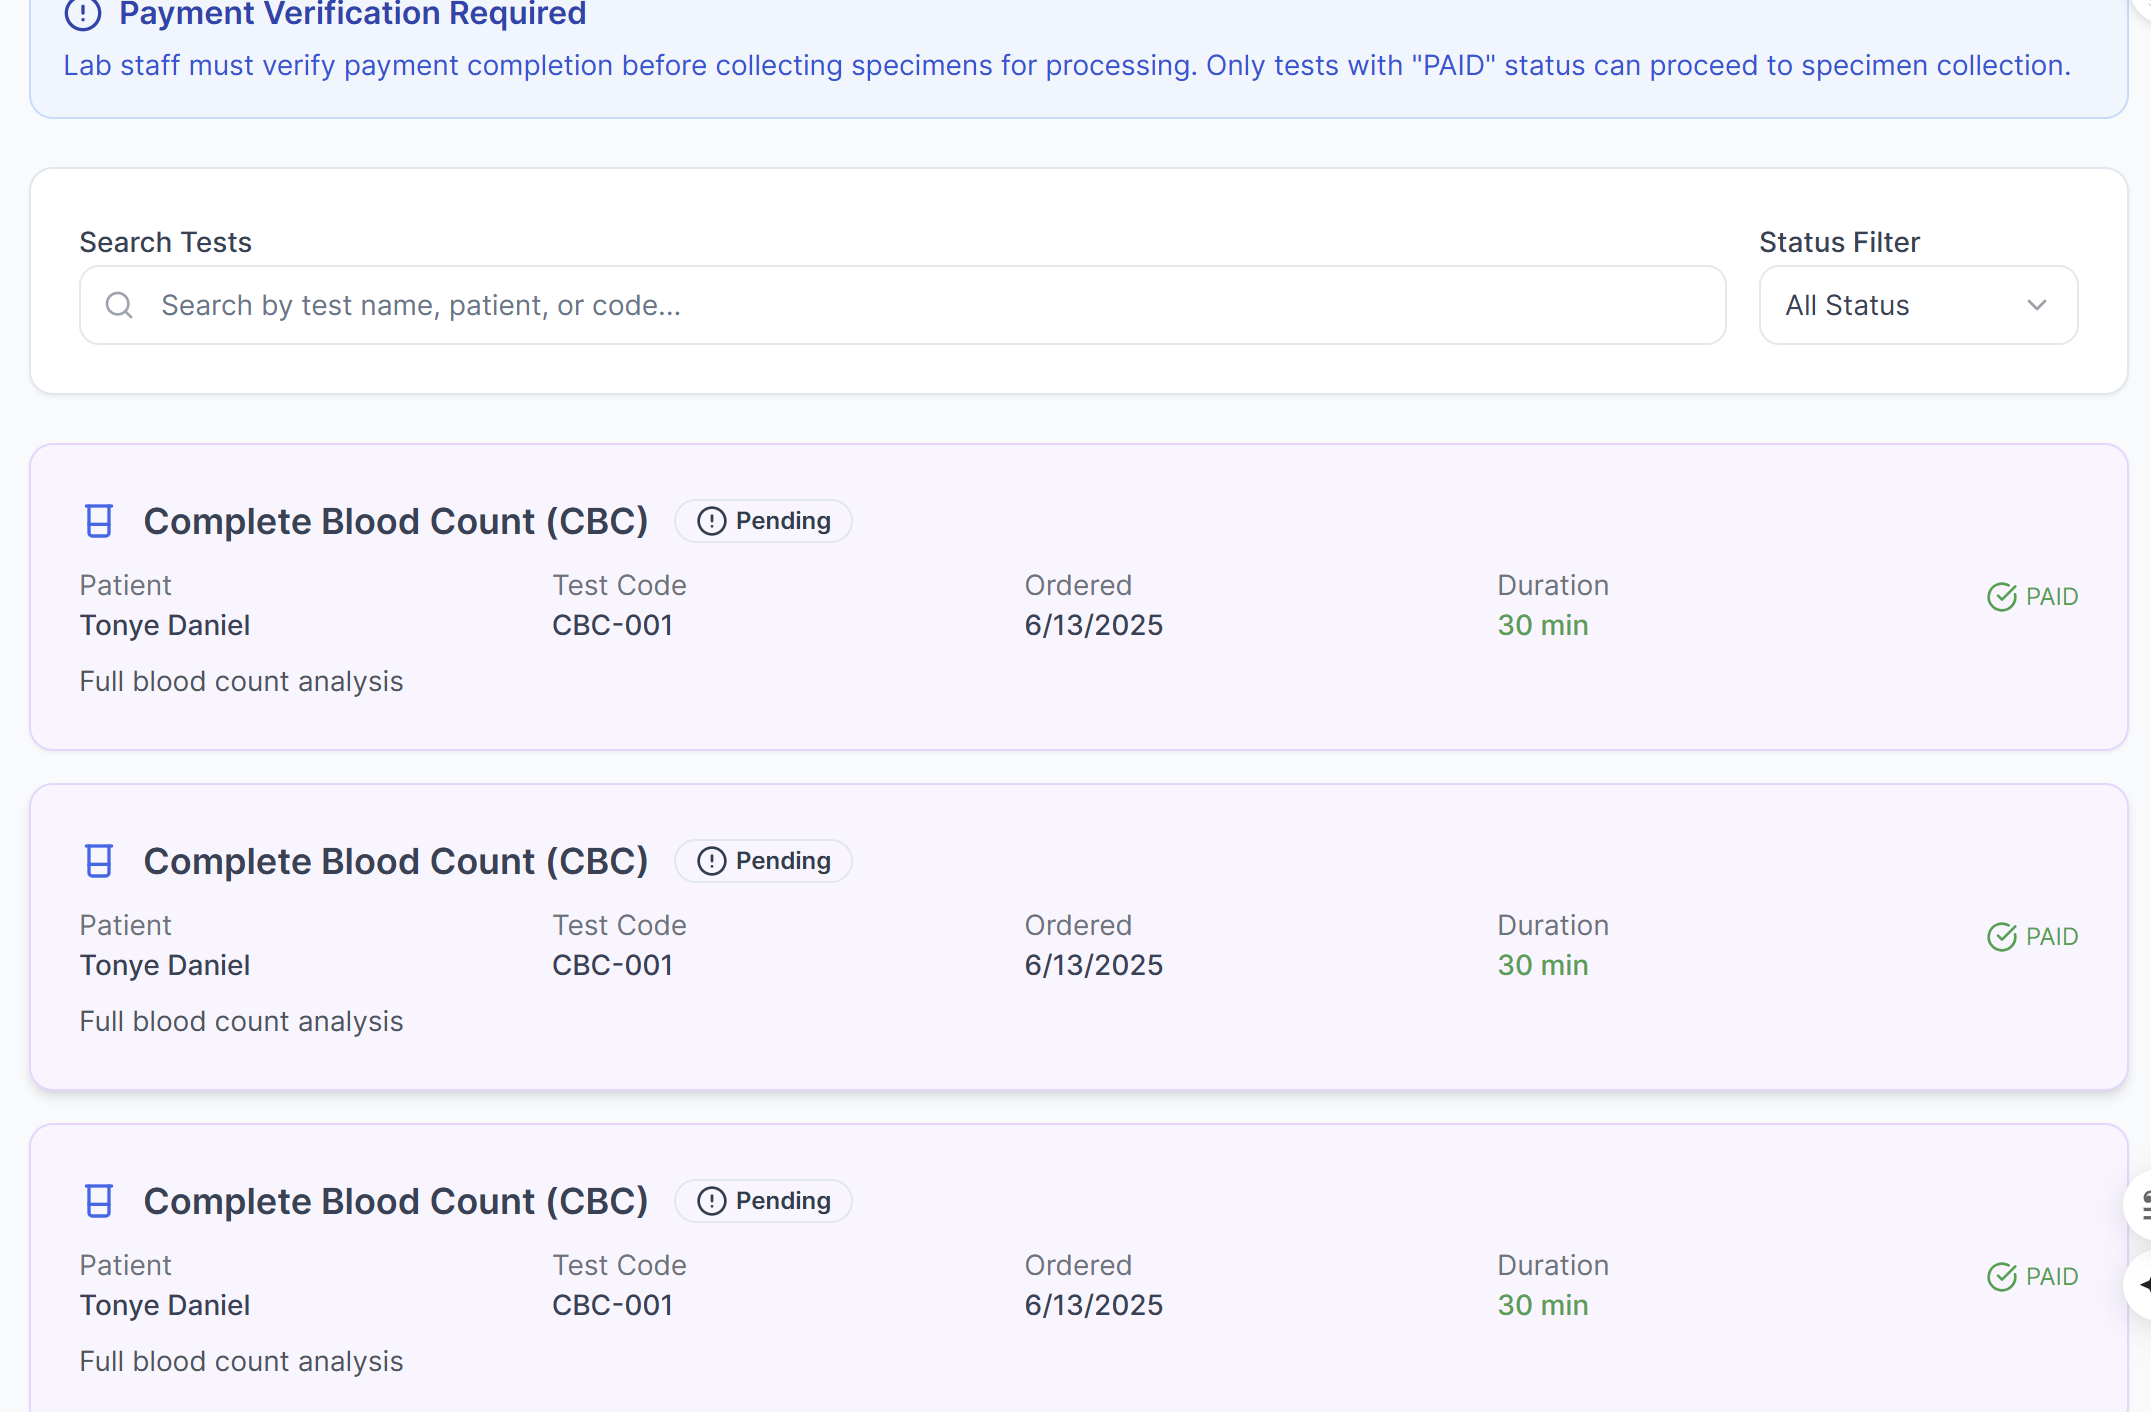 Payment Verification Required
Lab staff must verify payment completion before collecting specimens for processing. Only tests with "PAID" status can proceed to specimen collection.
Search Tests
Status Filter
Search by test name, patient, or code...
All Status
Complete Blood Count (CBC)
Pending
Patient
Test Code
Ordered
Duration
PAID
Tonye Daniel
CBC-001
6/13/2025
30 min
Full blood count analysis
Complete Blood Count (CBC)
Pending
Patient
Test Code
Ordered
Duration
PAID
Tonye Daniel
CBC-001
6/13/2025
30 min
Full blood count analysis
Complete Blood Count (CBC)
Pending
Patient
Test Code
Ordered
Duration
PAID
Tonye Daniel
CBC-001
6/13/2025
30 min
Full blood count analysis